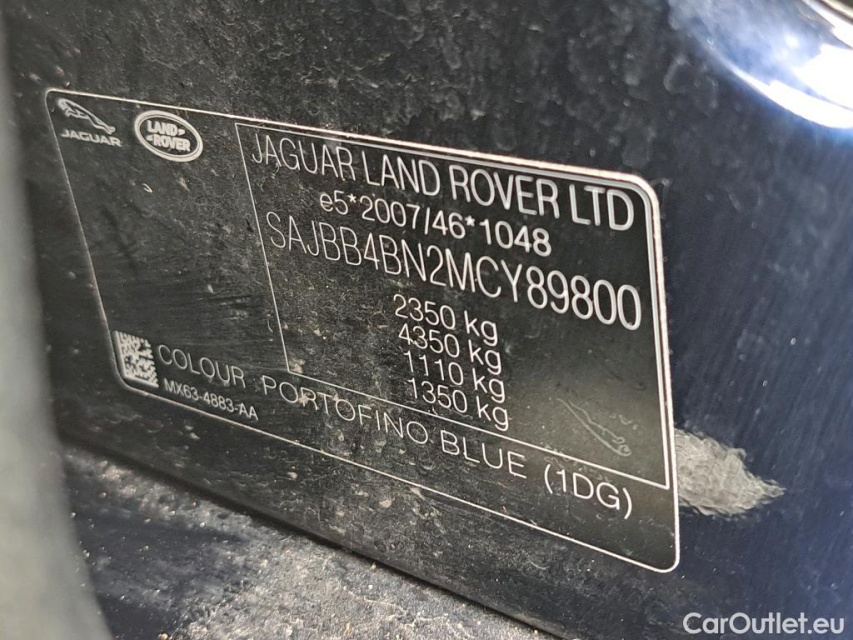 JAGUAR
LAND ROVER
JAGUAR LAND ROVER LTD
e5*2007/46*1048
SAJBB4BN2MCY89800
2350 kg
4350 kg
1110 kg
1350 kg
COLOUR PORTOFINO BLUE (1DG)
MX63-4883-AA
CarOutlet.eu